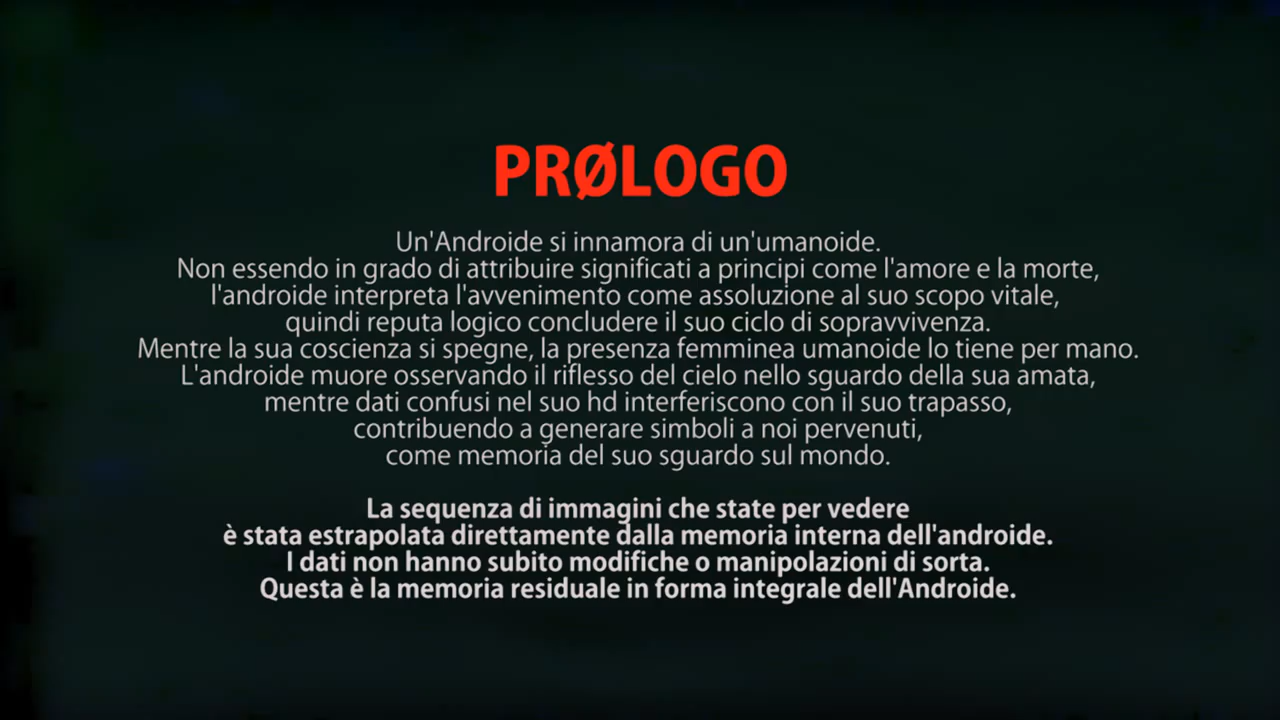 PRØLOGO
Un'Androide si innamora di un'umanoide.
Non essendo in grado di attribuire significati a principi come l'amore e la morte,
l'androide interpreta l'avvenimento come assoluzione al suo scopo vitale,
quindi reputa logico concludere il suo ciclo di sopravvivenza.
Mentre la sua coscienza si spegne, la presenza femminea umanoide lo tiene per mano.
L'androide muore osservando il riflesso del cielo nello sguardo della sua amata,
mentre dati confusi nel suo hd interferiscono con il suo trapasso,
contribuendo a generare simboli a noi pervenuti,
come memoria del suo sguardo sul mondo.
La sequenza di immagini che state per vedere
è stata estrapolata direttamente dalla memoria interna dell'androide.
I dati non hanno subito modifiche o manipolazioni di sorta.
Questa è la memoria residuale in forma integrale dell'Androide.